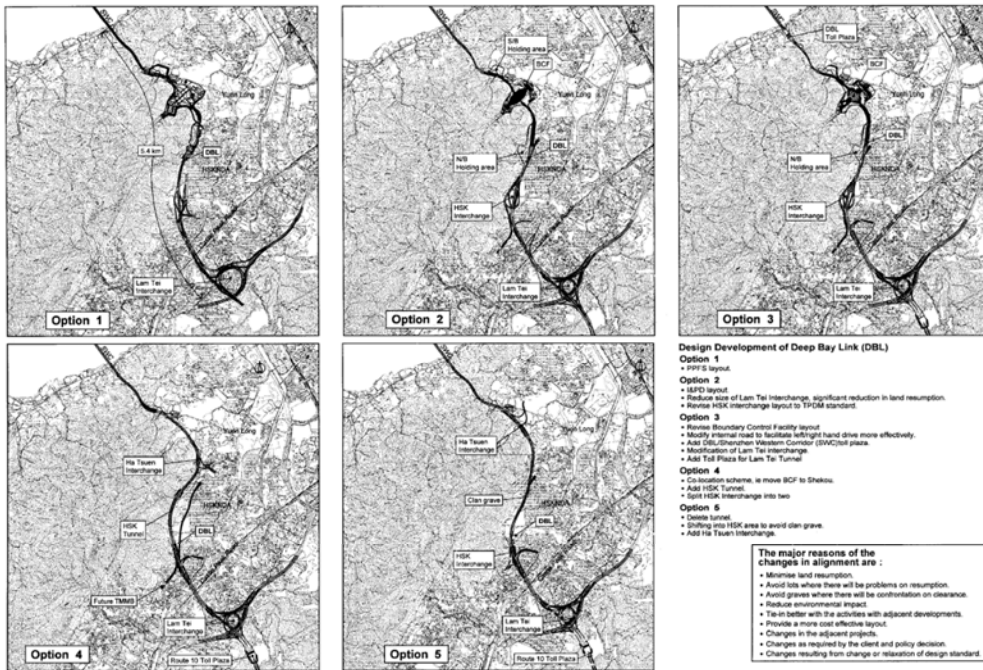 SWC
S/B
Holding area
BCF
DBL
Toll Plaza
BCF
Yuen Long
Yuen Long
Yuen Long
5.4 km
DBL
HSKNDA
N/B
Holding area
DBL
HSKNDA
N/B
Holding area
DBL
HSKNDA
HSK
Interchange
HSK
Interchange
Lam Tei
Interchange
Lam Tei
Interchange
Lam Tei
Interchange
Option 1
Option 2
Option 3
SWC
Yuen Long
Ha Tsuen
Interchange
HSKNDA
HSK
Tunnel
DBL
Future TMMB
Lam Tei
Interchange
Route 10 Toll Plaza
Option 4
SWC
Yuen Long
Ha Tsuen
Interchange
Clan grave
HSKNDA
DBL
HSK
Interchange
Lam Tei
Interchange
Route 10 Toll Plaza
Option 5
Design Development of Deep Bay Link (DBL)
Option 1
• PPFS layout.
Option 2
• I&PD layout
• Reduce size of Lam Tei Interchange, significant reduction in land resumption.
• Revise HSK interchange layout to TPDM standard.
Option 3
• Revise Boundary Control Facility layout
• Modify internal road to facilitate left/right hand drive more effectively.
• Add DBL/Shenzhen Western Corridor (SWC)toll plaza.
• Modification of Lam Tei interchange.
• Add Toll Plaza for Lam Tei Tunnel
Option 4
• Co-location scheme, is move BCF to Shekou.
• Add HSK Tunnel.
• Split HSK Interchange into two
Option 5
• Delete tunnel.
• Shifting into HSK area to avoid clan grave.
• Add Ha Tsuen Interchange.
The major reasons of the
changes in alignment are :
• Minimise land resumption.
• Avoid lots where there will be problems on resumption.
• Avoid graves where there will be confrontation on clearance.
• Reduce environmental impact.
• Tie-in better with the activities with adjacent developments.
• Provide a more cost effective layout.
• Changes in the adjacent projects.
• Changes as required by the client and policy decision.
• Changes resulting from change or relaxation of design standard.